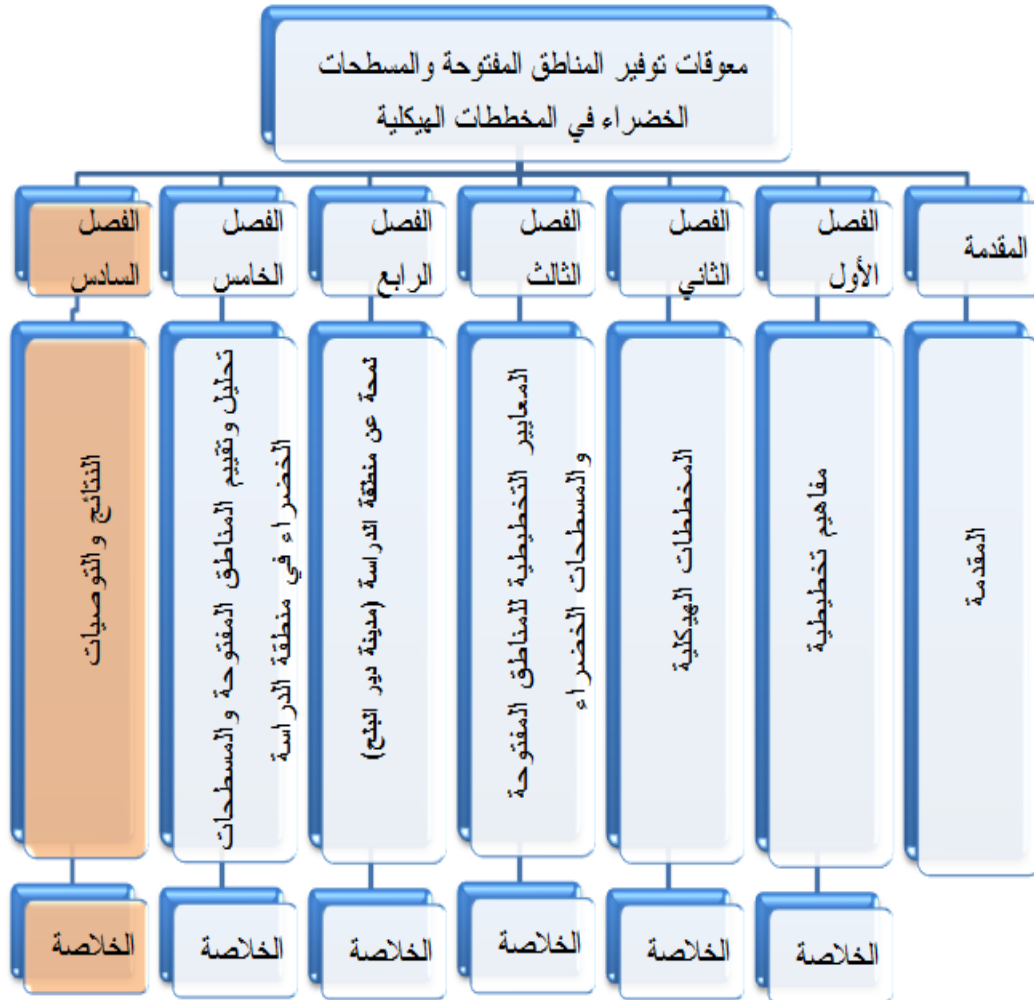 معوقات توفير المناطق المفتوحة والمسطحات
الخضراء في المخططات الهيكلية
المقدمة
المقدمة
الفصل
الأول
مفاهيم تخطيطية
الخلاصة
الفصل
الثاني
المخططات الهيكلية
الخلاصة
الفصل
الثالث
المعايير التخطيطية للمناطق المفتوحة
والمسطحات الخضراء
الخلاصة
الفصل
الرابع
لمحة عن منطقة الدراسة (مدينة دير البلح)
الخلاصة
الفصل
الخامس
تحليل وتقييم المناطق المفتوحة والمسطحات
الخضراء في منطقة الدراسة
الخلاصة
الفصل
السادس
النتائج والتوصيات
الخلاصة